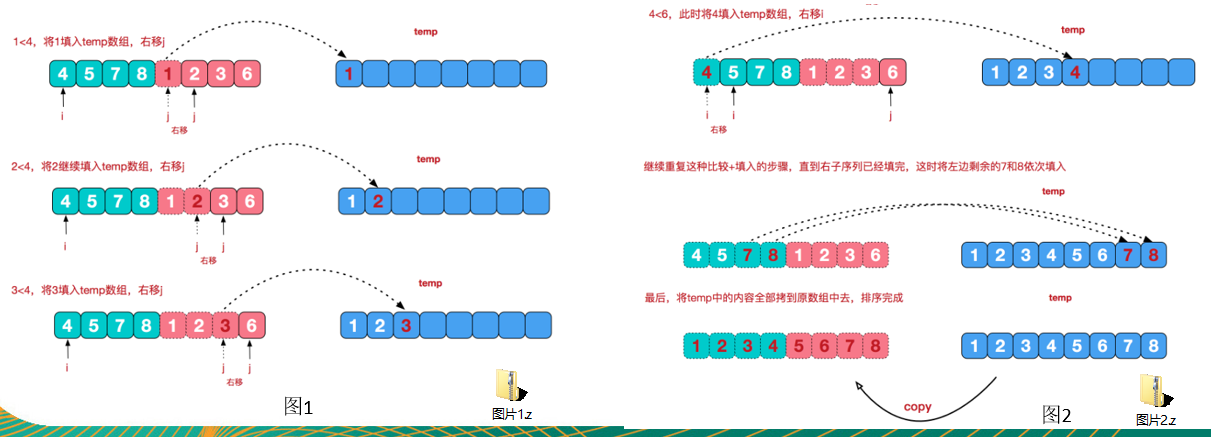 1<4，将1填入temp数组，右移j
temp
4 5 7 8 1 2 3 6
1
i j j
右移
2<4，将2继续填入temp数组，右移j
temp
4 5 7 8 1 2 3 6
1 2
i j j
右移
3<4，将3填入temp数组，右移j
temp
4 5 7 8 1 2 3 6
1 2 3
i j j
右移
图1
图片1.z
4<6，此时将4填入temp数组，右移i
temp
4 5 7 8 1 2 3 6
1 2 3 4
i i j
右移
继续重复这种比较+填入的步骤，直到右子序列已经填完，这时将左边剩余的7和8依次填入
temp
4 5 7 8 1 2 3 6
1 2 3 4 5 6 7 8
最后，将temp中的内容全部拷到原数组中去，排序完成
temp
1 2 3 4 5 6 7 8
1 2 3 4 5 6 7 8
copy
图2
图片2.z